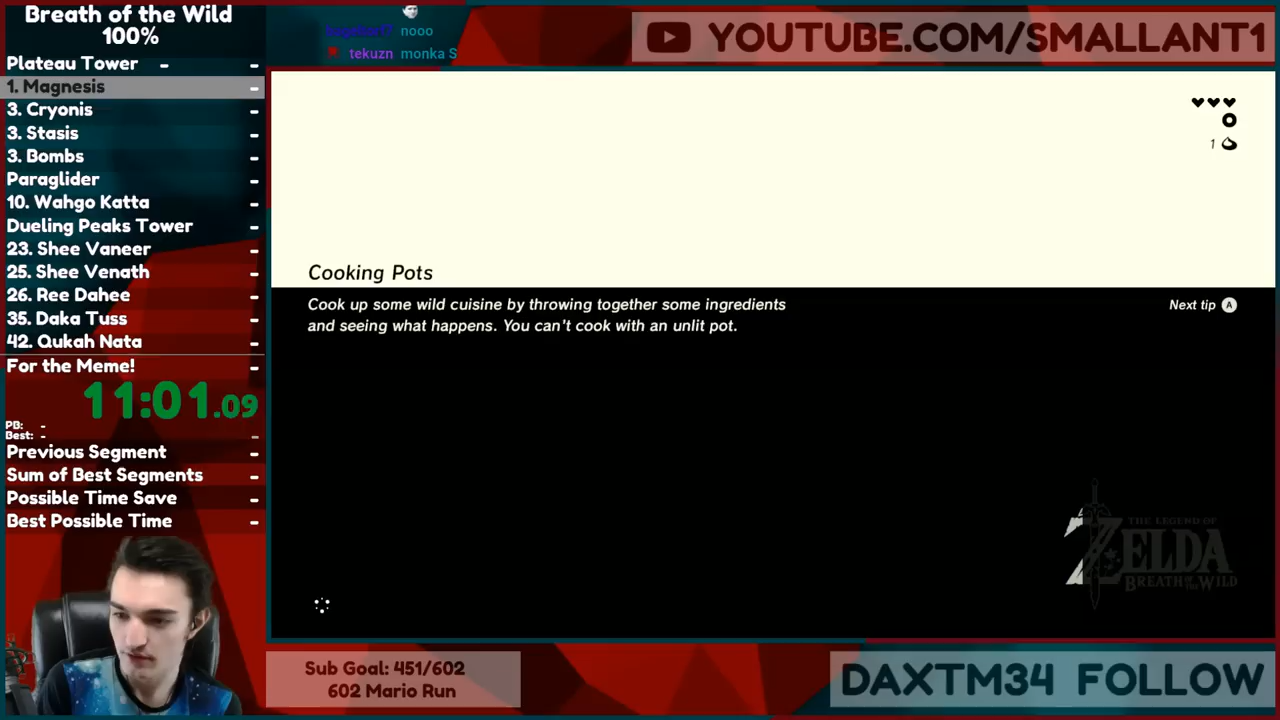 Breath of the Wild
100%
nooo
tekuzn monka S
YOUTUBE.COM/SMALLANT1
Plateau Tower - -
1. Magnesis -
3. Cryonis -
3. Stasis -
3. Bombs -
Paraglider -
10. Wahgo Katta -
Dueling Peaks Tower -
23. Shee Vaneer -
25. Shee Venath -
26. Ree Dahee -
35. Daka Tuss -
42. Qukah Nata -
For the Meme! -
11:01.09
PB: -
Best: - -
Previous Segment -
Sum of Best Segments -
Possible Time Save -
Best Possible Time -
1
Cooking Pots
Cook up some wild cuisine by throwing together some ingredients
and seeing what happens. You can't cook with an unlit pot.
Next tip A
THE LEGEND OF
ZELDA
BREATH OF THE WILD
Sub Goal: 451/602
602 Mario Run
DAXTM34 FOLLOW